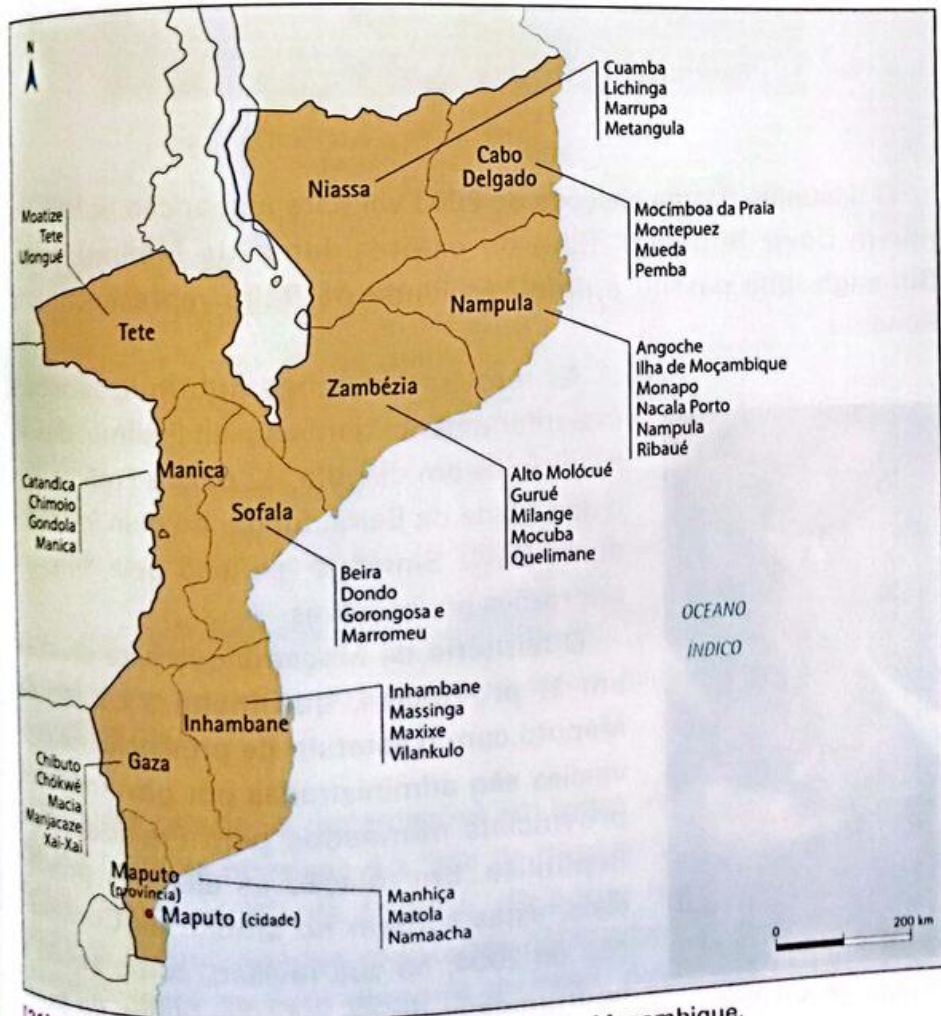 N
Cuamba
Lichinga
Marrupa
Metangula
Niassa
Cabo
Delgado
Mocímboa da Praia
Montepuez
Mueda
Pemba
Moatize
Tete
Ulongué
Tete
Nampula
Angoche
Ilha de Moçambique
Monapo
Nacala Porto
Nampula
Ribaué
Zambézia
Alto Molócué
Gurué
Milange
Mocuba
Quelimane
Manica
Catandica
Chimoio
Gondola
Manica
Sofala
Beira
Dondo
Gorongosa e
Marromeu
OCEANO
ÍNDICO
Inhambane
Inhambane
Massinga
Maxixe
Vilankulo
Gaza
Chibuto
Chókwé
Macia
Manjacaze
Xai-Xai
Maputo
(província)
Maputo (cidade)
Manhiça
Matola
Namaacha
0 200 km